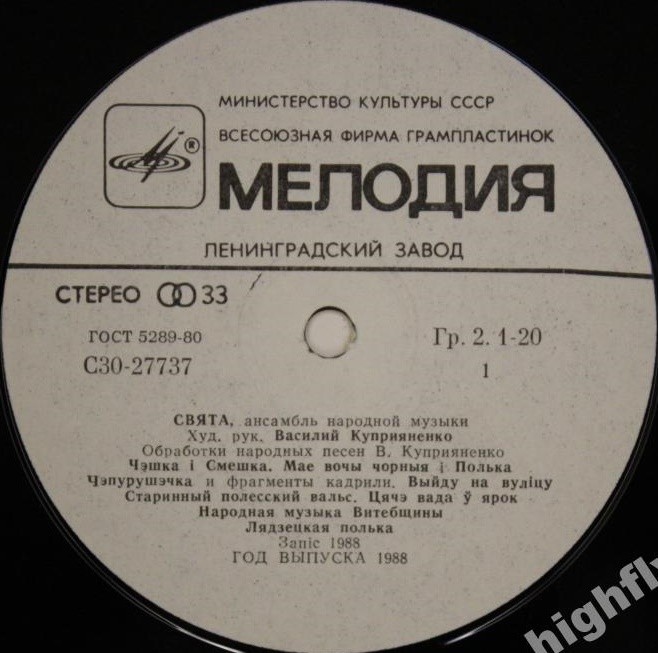 МИНИСТЕРСТВО КУЛЬТУРЫ СССР
ВСЕСОЮЗНАЯ ФИРМА ГРАМПЛАСТИНОК
®
МЕЛОДИЯ
ЛЕНИНГРАДСКИЙ ЗАВОД
СТЕРЕО 33
ГОСТ 5289-80
Гр. 2. 1-20
С30-27737
1
СВЯТА, ансамбль народной музыки
Худ. рук. Василий Куприяненко
Обработки народных песен В. Куприяненко
Чэшка і Смешка. Мае вочы чорныя і Полька
Чэпурушэчка и фрагменты кадрили. Выйду на вуліцу
Старинный полесский вальс. Цячэ вада ў ярок
Народная музыка Витебщины
Лядзецкая полька
Запіс 1988
ГОД ВЫПУСКА 1988